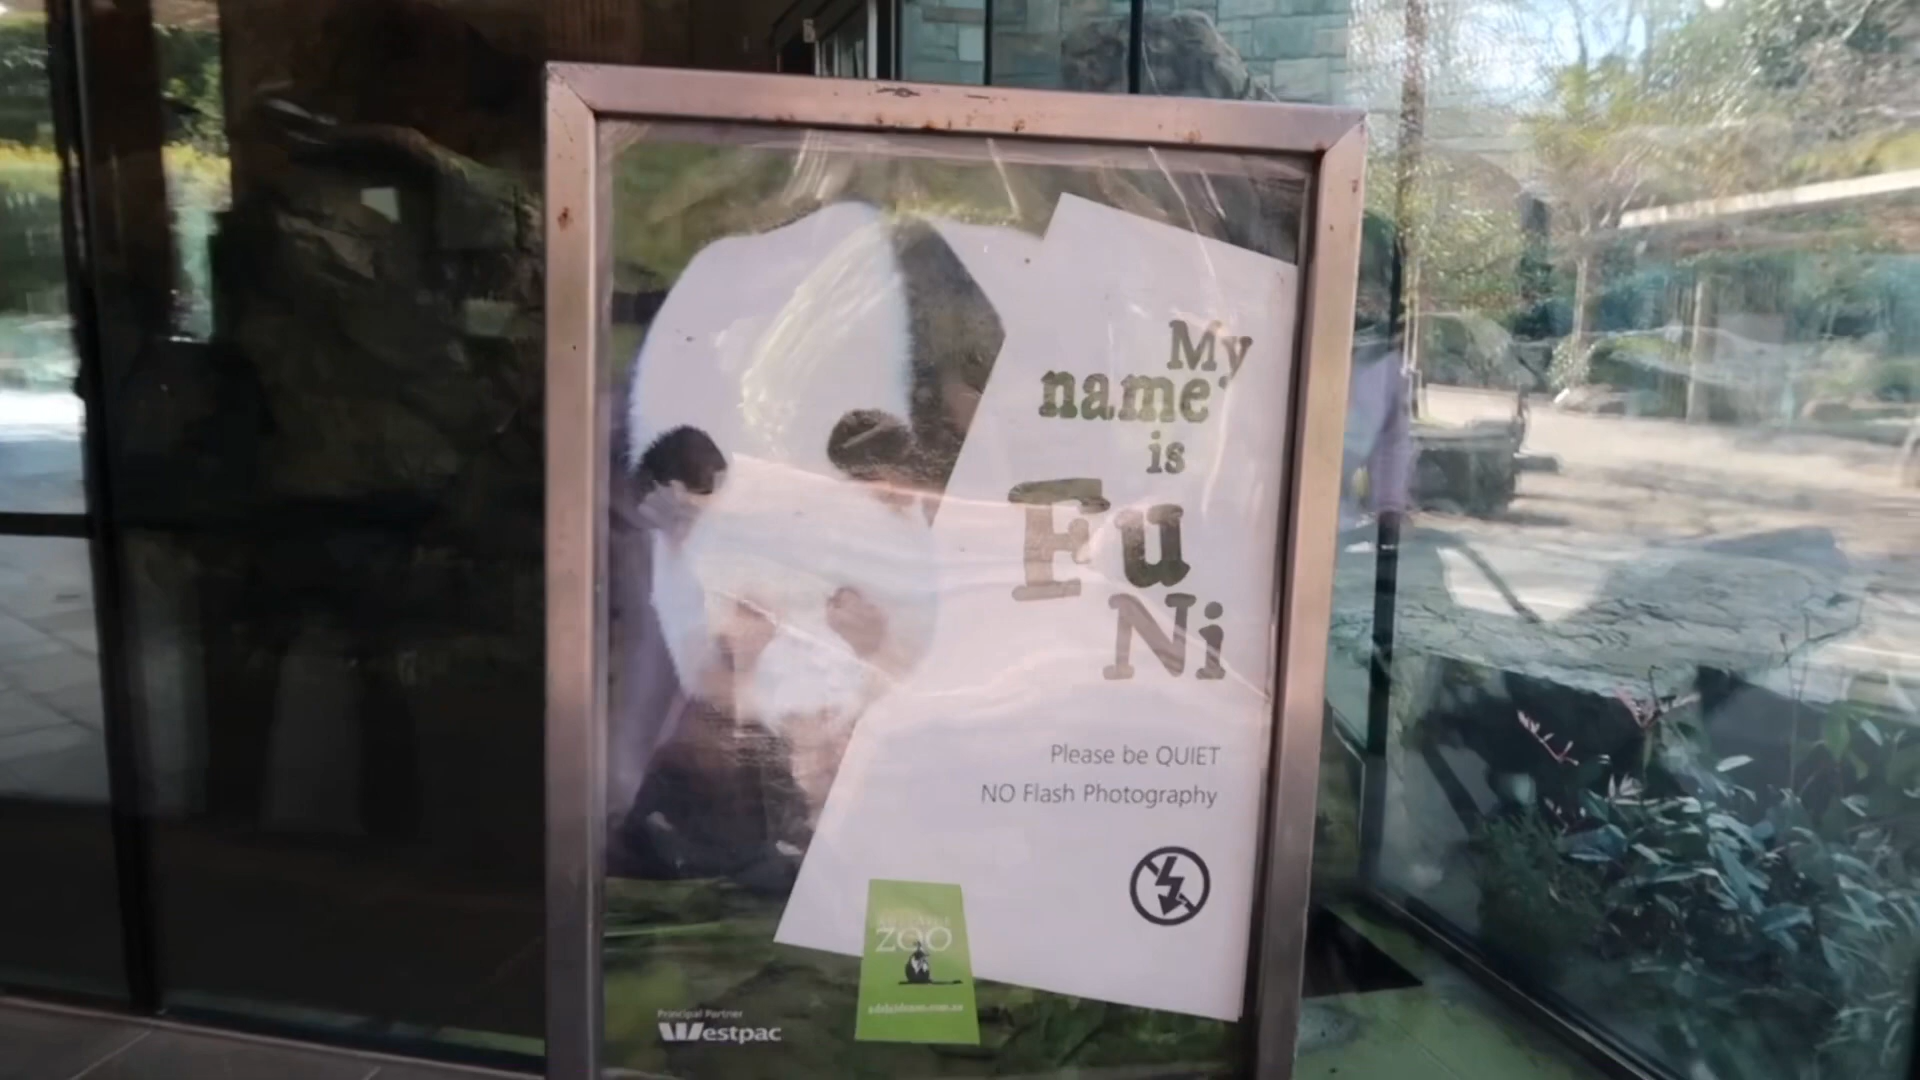 My
name
is
Fu
Ni
Please be QUIET
NO Flash Photography
ZOO
Principal Partner
Westpac